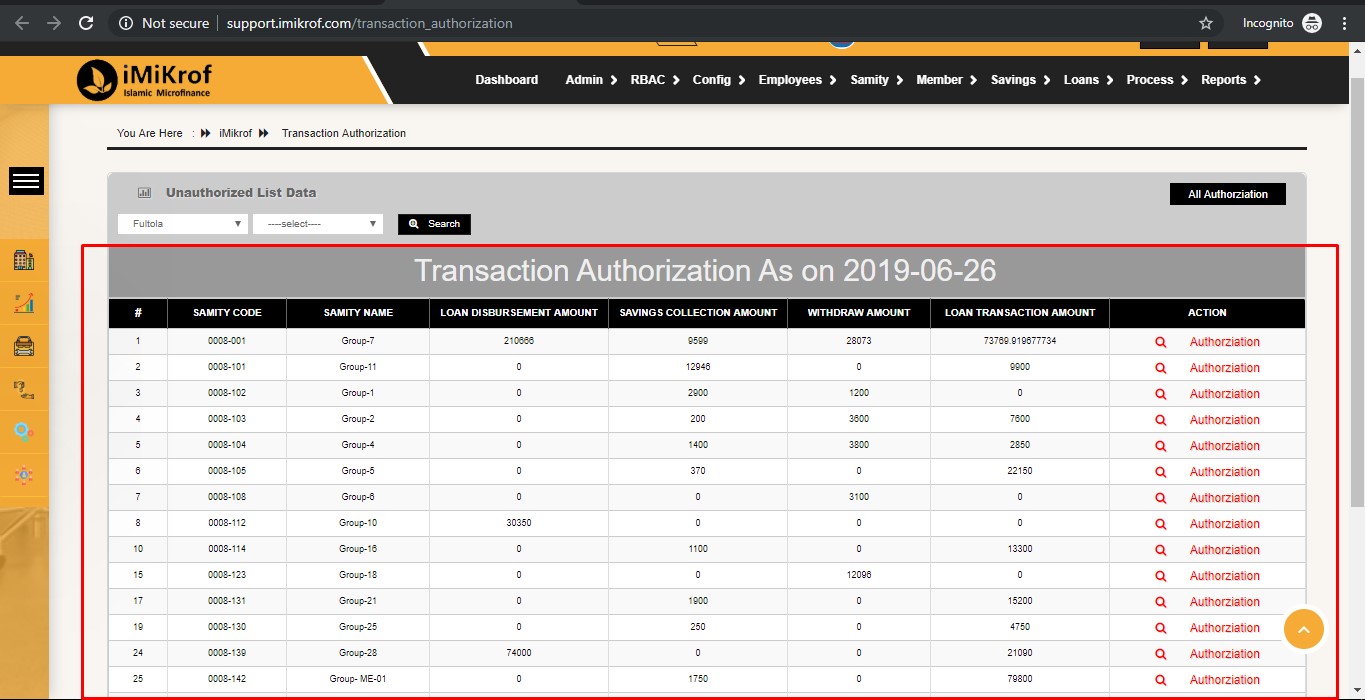 Not secure | support.imikrof.com/transaction_authorization Incognito
iMiKrof
Islamic Microfinance
Dashboard Admin RBAC Config Employees Samity Member Savings Loans Process Reports
You Are Here : iMikrof Transaction Authorization
Unauthorized List Data
All Authorziation
Fultola ----select---- Search
Transaction Authorization As on 2019-06-26
# SAMITY CODE SAMITY NAME LOAN DISBURSEMENT AMOUNT SAVINGS COLLECTION AMOUNT WITHDRAW AMOUNT LOAN TRANSACTION AMOUNT ACTION
1 0008-001 Group-7 210666 9599 28073 73769.919677734 Authorziation
2 0008-101 Group-11 0 12946 0 9900 Authorziation
3 0008-102 Group-1 0 2900 1200 0 Authorziation
4 0008-103 Group-2 0 200 3600 7600 Authorziation
5 0008-104 Group-4 0 1400 3800 2850 Authorziation
6 0008-105 Group-5 0 370 0 22150 Authorziation
7 0008-108 Group-6 0 0 3100 0 Authorziation
8 0008-112 Group-10 30350 0 0 0 Authorziation
10 0008-114 Group-16 0 1100 0 13300 Authorziation
15 0008-123 Group-18 0 0 12096 0 Authorziation
17 0008-131 Group-21 0 1900 0 15200 Authorziation
19 0008-130 Group-25 0 250 0 4750 Authorziation
24 0008-139 Group-28 74000 0 0 21090 Authorziation
25 0008-142 Group- ME-01 0 1750 0 79800 Authorziation